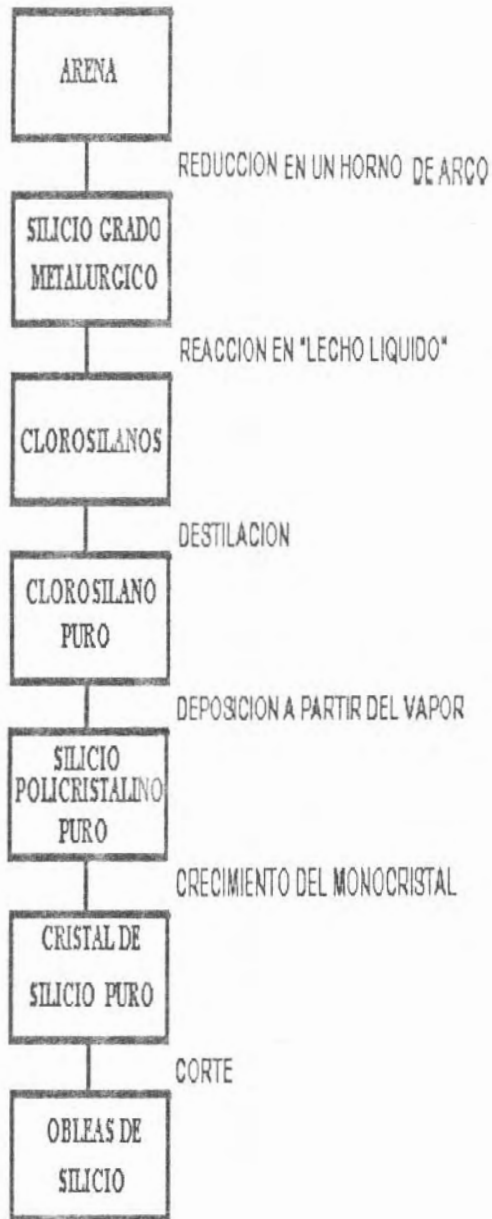 ARENA
REDUCCION EN UN HORNO DE ARCO
SILICIO GRADO
METALURGICO
REACCION EN "LECHO LIQUIDO"
CLOROSILANOS
DESTILACION
CLOROSILANO
PURO
DEPOSICION A PARTIR DEL VAPOR
SILICIO
POLICRISTALINO
PURO
CRECIMIENTO DEL MONOCRISTAL
CRISTAL DE
SILICIO PURO
CORTE
OBLEAS DE
SILICIO